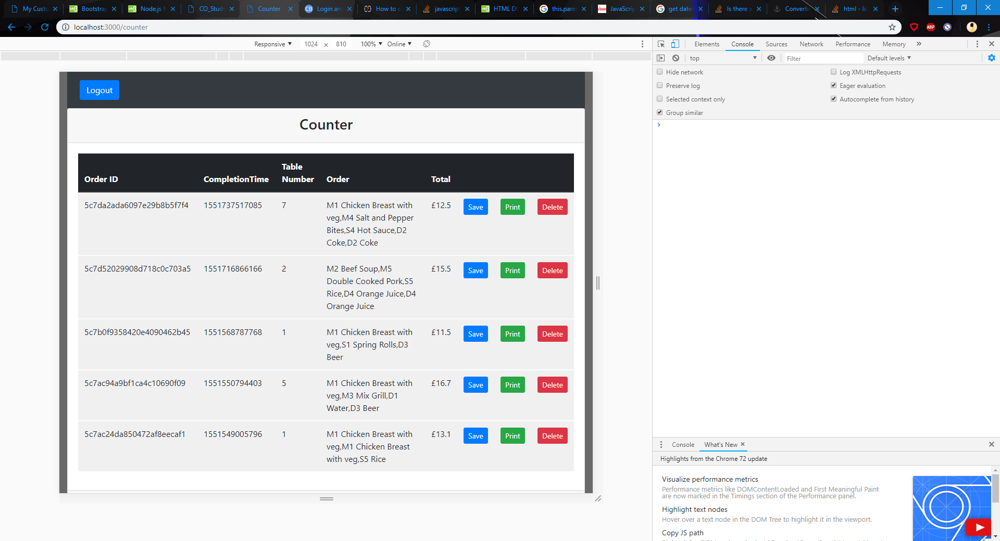 My Custo
Bootstrap
Node.js M
CO_Stude
Counter
Login and
How to c
javascript
HTML DO
this.paren
JavaScrip
get dates
Is there a
Convertin
html - Is
localhost:3000/counter
Responsive 1024 x 810 100% Online
Elements Console Sources Network Performance Memory
top Filter Default levels
Hide network Log XMLHttpRequests
Preserve log Eager evaluation
Selected context only Autocomplete from history
Group similar
Logout
Counter
Order ID CompletionTime Table Number Order Total
5c7da2ada6097e29b8b5f7f4 1551737517085 7 M1 Chicken Breast with £12.5 Save Print Delete
veg,M4 Salt and Pepper
Bites,S4 Hot Sauce,D2
Coke,D2 Coke
5c7d52029908d718c0c703a5 1551716866166 2 M2 Beef Soup,M5 £15.5 Save Print Delete
Double Cooked Pork,S5
Rice,D4 Orange Juice,D4
Orange Juice
5c7b0f9358420e4090462b45 1551568787768 1 M1 Chicken Breast with £11.5 Save Print Delete
veg,S1 Spring Rolls,D3
Beer
5c7ac94a9bf1ca4c10690f09 1551550794403 5 M1 Chicken Breast with £16.7 Save Print Delete
veg,M3 Mix Grill,D1
Water,D3 Beer
5c7ac24da850472af8eecaf1 1551549005796 1 M1 Chicken Breast with £13.1 Save Print Delete
veg,M1 Chicken Breast
with veg,S5 Rice
Console What's New
Highlights from the Chrome 72 update
Visualize performance metrics
Performance metrics like DOMContentLoaded and First Meaningful Paint
are now marked in the Timings section of the Performance panel.
Highlight text nodes
Hover over a text node in the DOM Tree to highlight it in the viewport.
Copy JS path